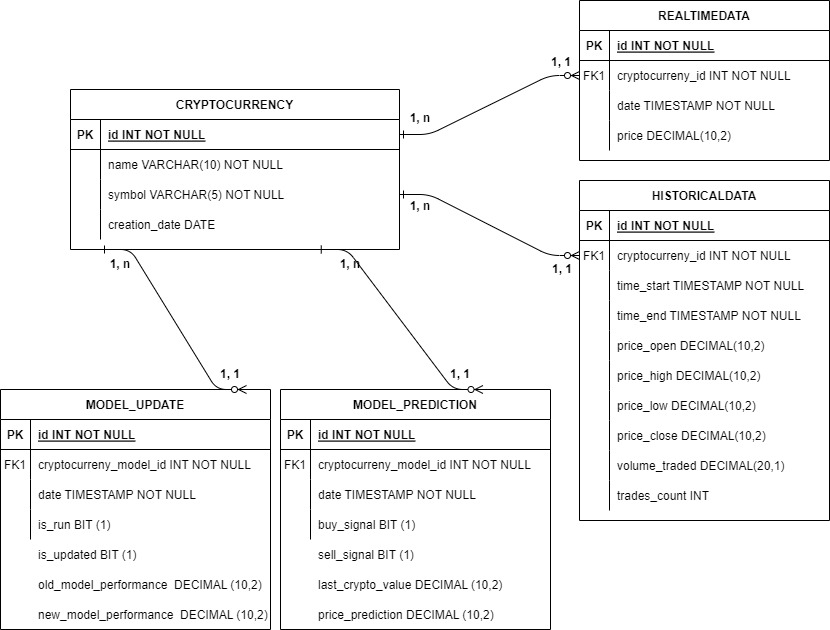 REALTIMEDATA
PK id INT NOT NULL
FK1 cryptocurreny_id INT NOT NULL
date TIMESTAMP NOT NULL
price DECIMAL(10,2)
1, 1
CRYPTOCURRENCY
PK id INT NOT NULL
name VARCHAR(10) NOT NULL
symbol VARCHAR(5) NOT NULL
creation_date DATE
1, n
1, n
1, n
1, n
HISTORICALDATA
PK id INT NOT NULL
FK1 cryptocurreny_id INT NOT NULL
time_start TIMESTAMP NOT NULL
time_end TIMESTAMP NOT NULL
price_open DECIMAL(10,2)
price_high DECIMAL(10,2)
price_low DECIMAL(10,2)
price_close DECIMAL(10,2)
volume_traded DECIMAL(20,1)
trades_count INT
1, 1
1, 1
MODEL_UPDATE
PK id INT NOT NULL
FK1 cryptocurreny_model_id INT NOT NULL
date TIMESTAMP NOT NULL
is_run BIT (1)
is_updated BIT (1)
old_model_performance DECIMAL (10,2)
new_model_performance DECIMAL (10,2)
1, 1
MODEL_PREDICTION
PK id INT NOT NULL
FK1 cryptocurreny_model_id INT NOT NULL
date TIMESTAMP NOT NULL
buy_signal BIT (1)
sell_signal BIT (1)
last_crypto_value DECIMAL (10,2)
price_prediction DECIMAL (10,2)